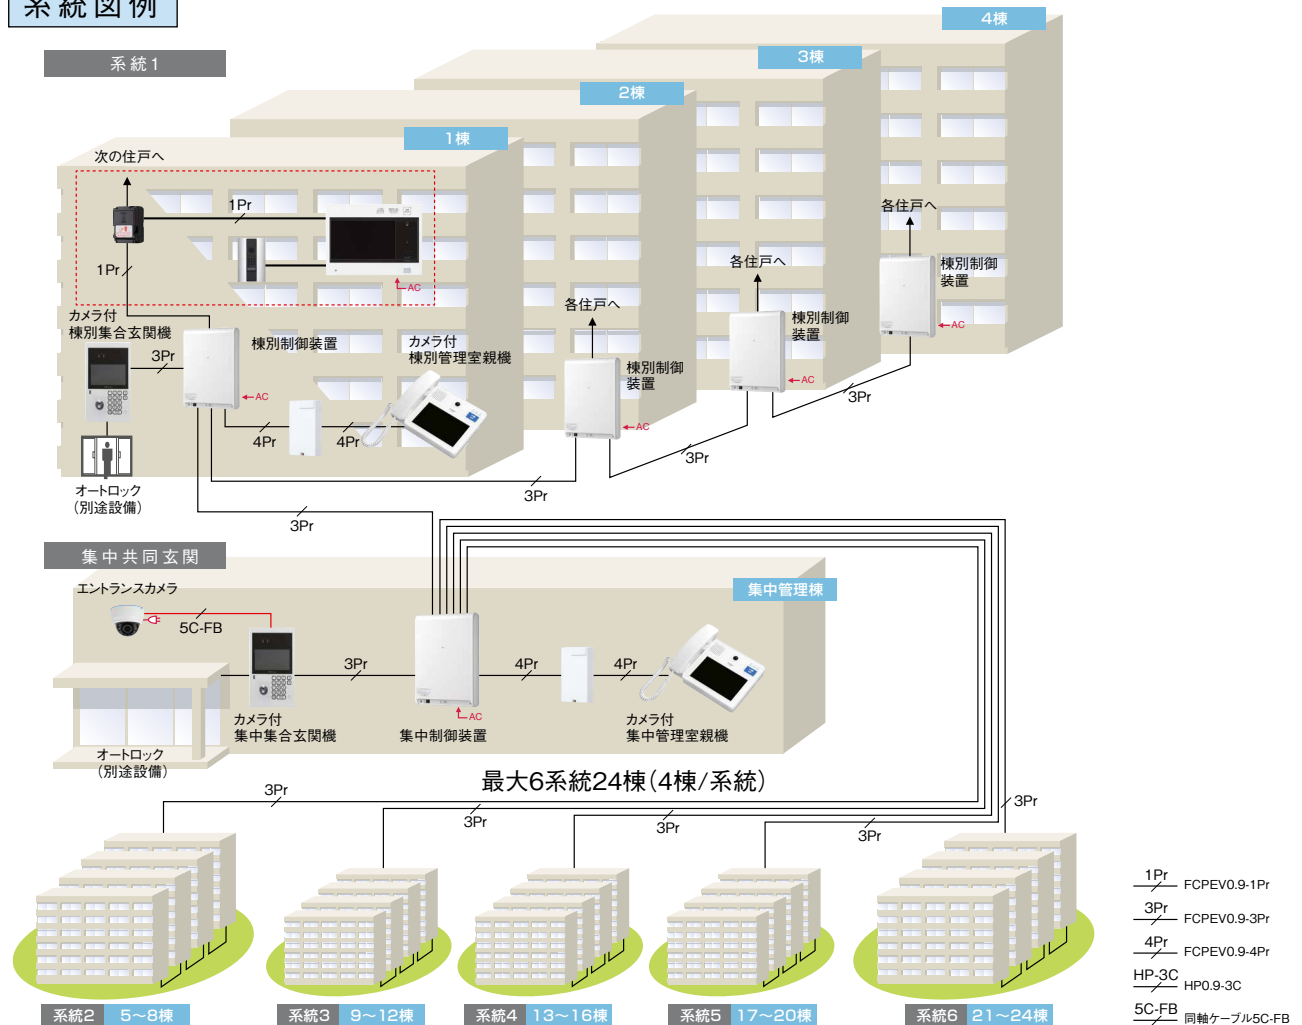 系統図例
系統1
4棟
3棟
2棟
1棟
次の住戸へ
1Pr
1Pr
AC
カメラ付
棟別集合玄関機
3Pr
棟別制御装置
AC
カメラ付
棟別管理室親機
4Pr
4Pr
オートロック
(別途設備)
各住戸へ
棟別制御
装置
AC
各住戸へ
棟別制御
装置
AC
各住戸へ
棟別制御
装置
AC
3Pr
3Pr
3Pr
3Pr
集中共同玄関
集中管理棟
エントランスカメラ
5C-FB
3Pr
4Pr
4Pr
カメラ付
集中集合玄関機
AC
集中制御装置
カメラ付
集中管理室親機
オートロック
(別途設備)
最大6系統24棟(4棟/系統)
3Pr
3Pr
3Pr
3Pr
3Pr
系統2 5～8棟
系統3 9～12棟
系統4 13～16棟
系統5 17～20棟
系統6 21～24棟
1Pr FCPEV0.9-1Pr
3Pr FCPEV0.9-3Pr
4Pr FCPEV0.9-4Pr
HP-3C HP0.9-3C
5C-FB 同軸ケーブル5C-FB